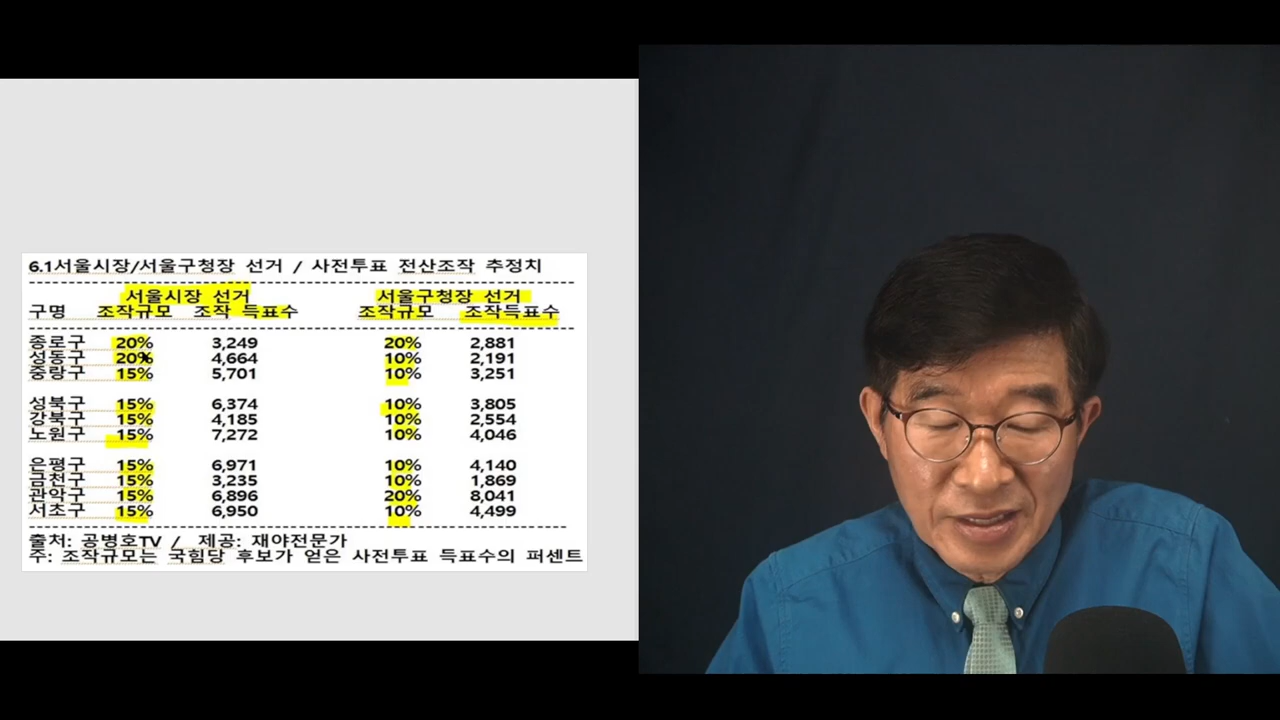 6.1서울시장/서울구청장 선거 / 사전투표 전산조작 추정치
서울시장 선거 서울구청장 선거
구명 조작규모 조작 득표수 조작규모 조작득표수
종로구 20% 3,249 20% 2,881
성동구 20% 4,664 10% 2,191
중랑구 15% 5,701 10% 3,251
성북구 15% 6,374 10% 3,805
강북구 15% 4,185 10% 2,554
노원구 15% 7,272 10% 4,046
은평구 15% 6,971 10% 4,140
금천구 15% 3,235 10% 1,869
관악구 15% 6,896 20% 8,041
서초구 15% 6,950 10% 4,499
출처: 공병호TV / 제공: 재야전문가
주: 조작규모는 국힘당 후보가 얻은 사전투표 득표수의 퍼센트